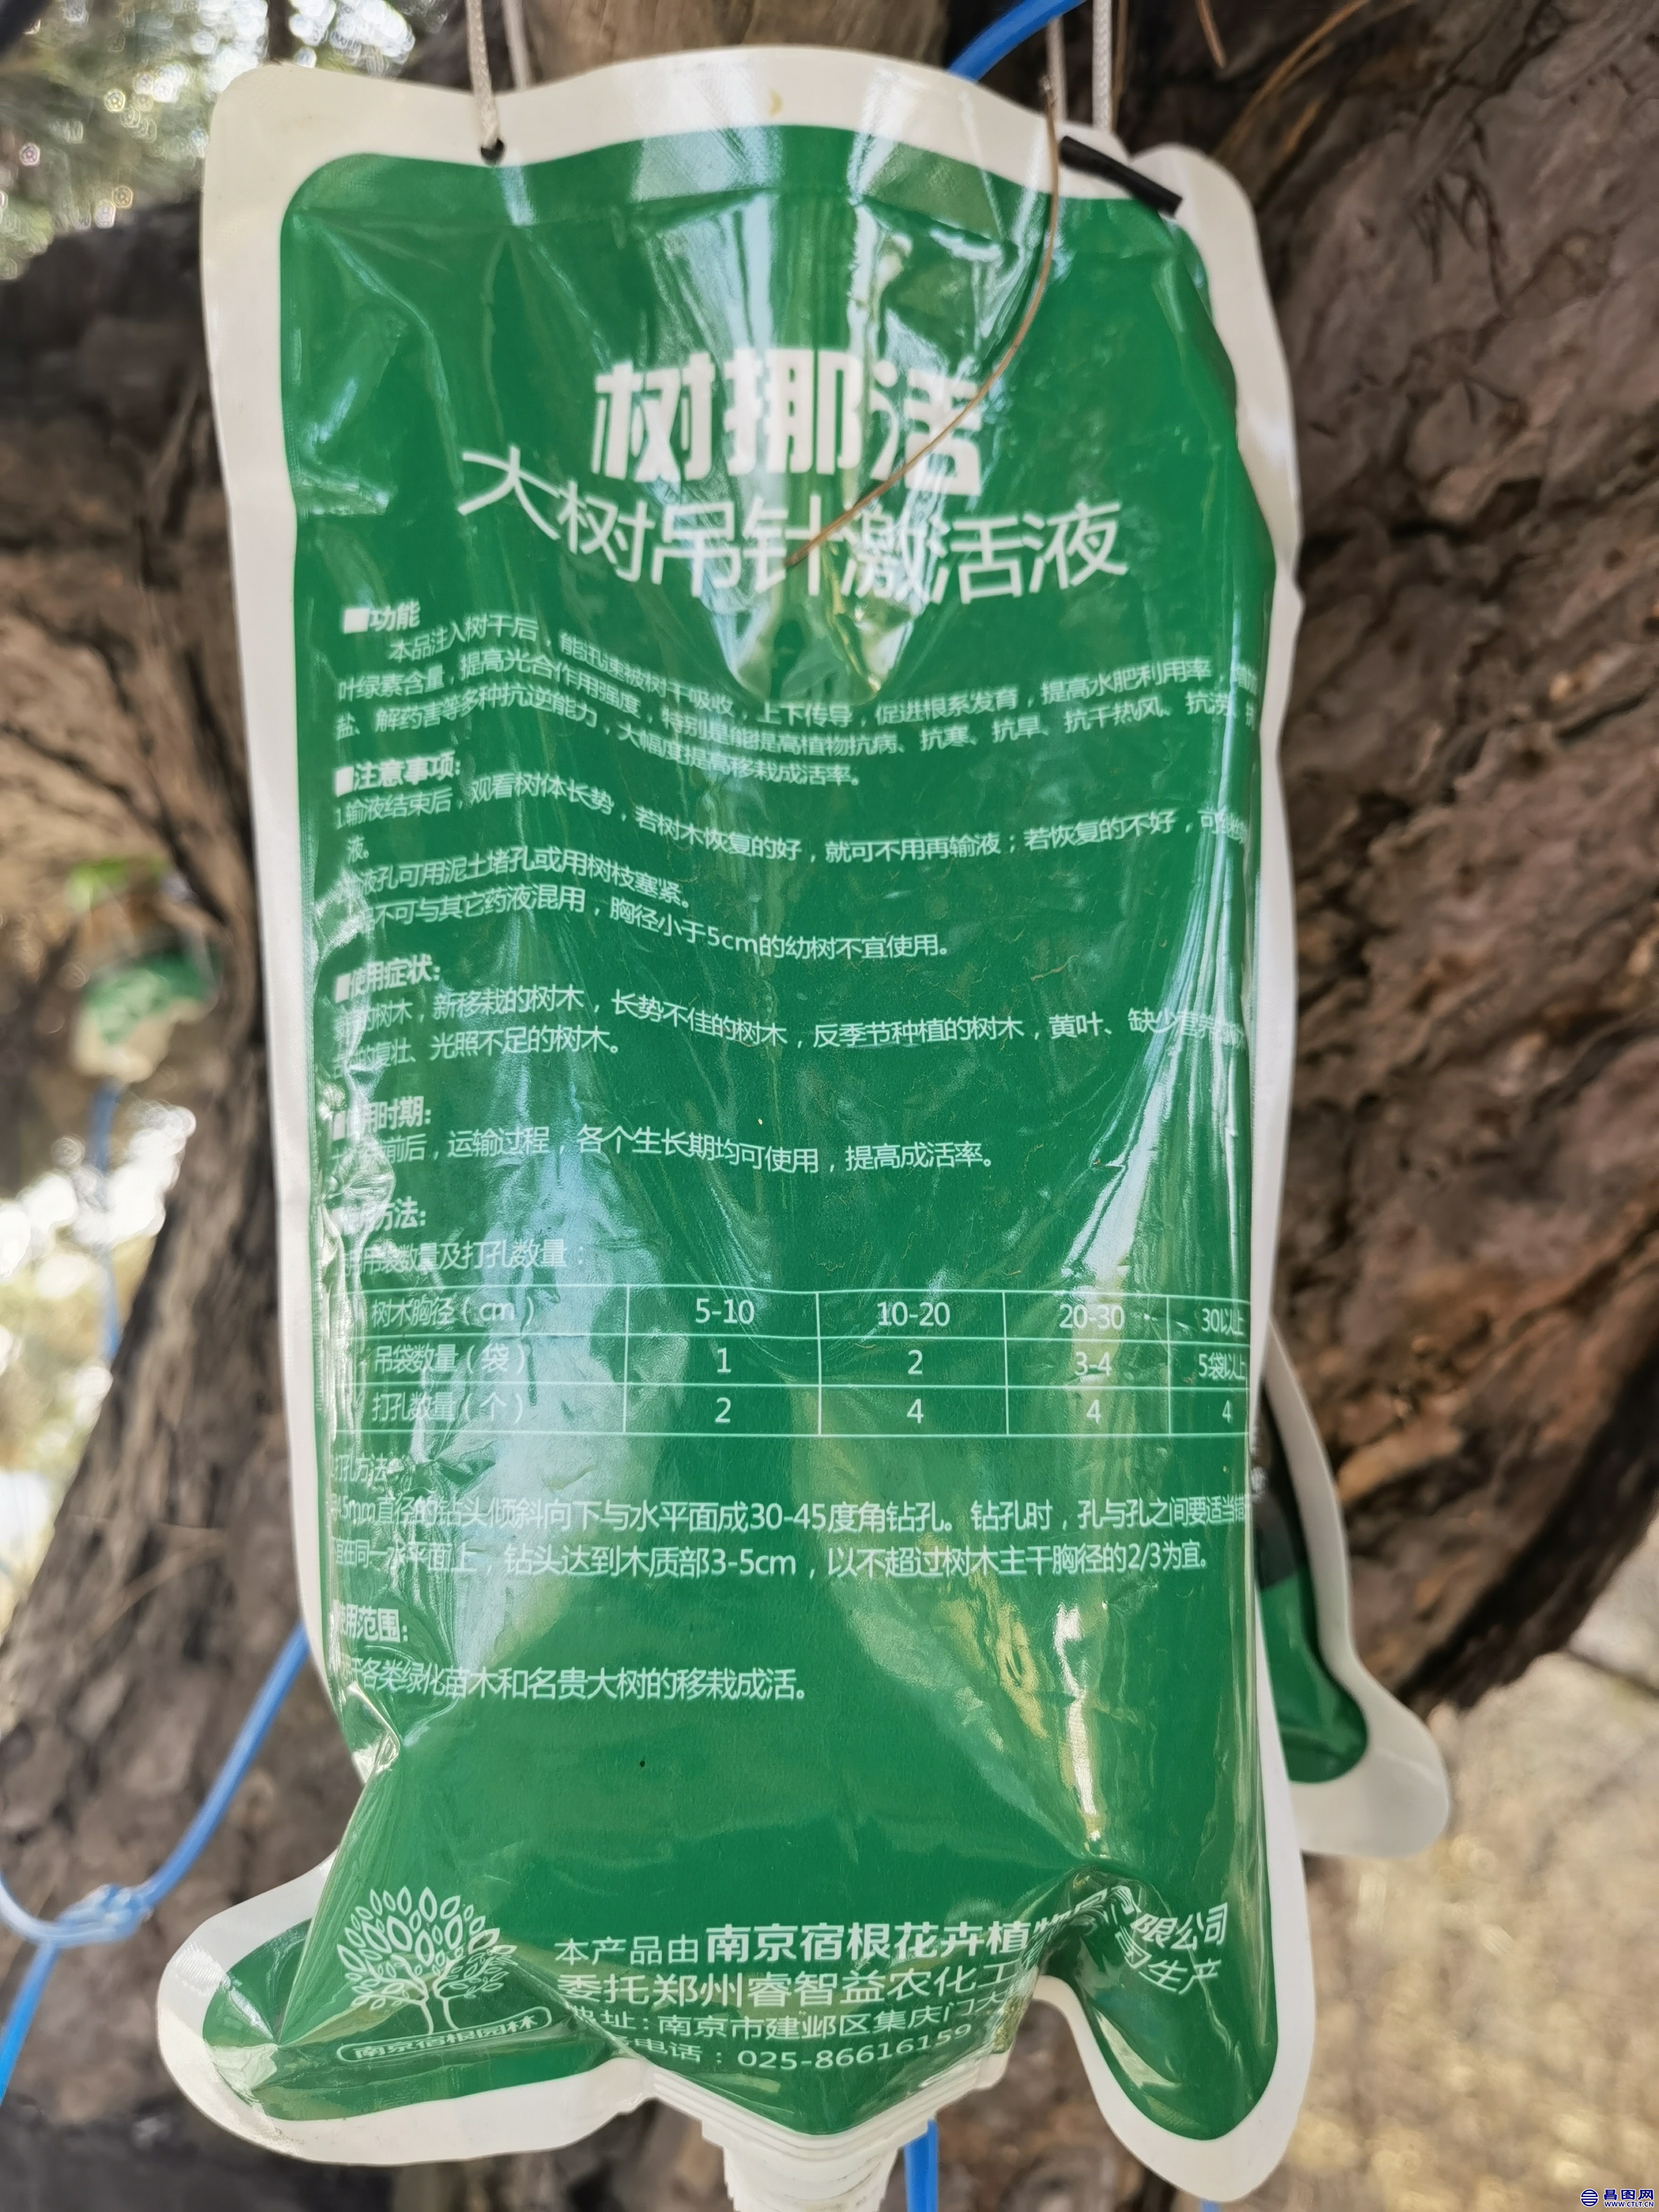 树挪活
大树吊针激活液
■功能
本品注入树干后，能迅速被树干吸收，上下传导，促进根系发育，提高水肥利用率
叶绿素含量，提高光合作用强度，特别是能提高植物抗病、抗寒、抗旱、抗干热风、抗涝、
盐、解药害等多种抗逆能力，大幅度提高移栽成活率。
■注意事项:
1.输液结束后，观看树体长势，若树木恢复的好，就可不用再输液；若恢复的不好，可
液。
液孔可用泥土堵孔或用树枝塞紧。
不可与其它药液混用，胸径小于5cm的幼树不宜使用。
■使用症状:
的树木，新移栽的树木，长势不佳的树木，反季节种植的树木，黄叶、缺少营养
的复壮、光照不足的树木。
用时期:
前后，运输过程，各个生长期均可使用，提高成活率。
方法:
吊袋数量及打孔数量：
树木胸径（cm） 5-10 10-20 20-30 30以上
吊袋数量（袋） 1 2 3-4 5袋以上
打孔数量（个） 2 4 4 4
打孔方法
5mm直径的钻头倾斜向下与水平面成30-45度角钻孔。钻孔时，孔与孔之间要适当错
在同一水平面上，钻头达到木质部3-5cm，以不超过树木主干胸径的2/3为宜。
使用范围:
各类绿化苗木和名贵大树的移栽成活。
本产品由南京宿根花卉植物 限公司
委托郑州睿智益农化工 司生产
地址:南京市建邺区集庆门大
电话：025-86616159
南京宿根园林
昌图网
WWW.CTLT.CN